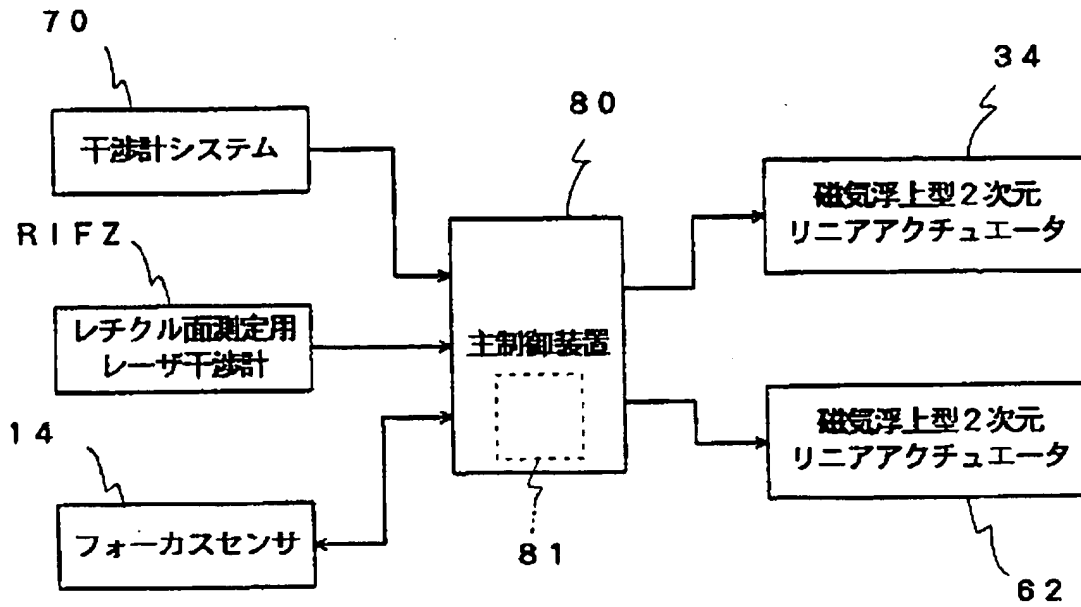 ７０
干渉計システム
ＲＩＦＺ
レチクル面測定用
レーザ干渉計
１４
フォーカスセンサ
８０
主制御装置
８１
３４
磁気浮上型２次元
リニアアクチュエータ
磁気浮上型２次元
リニアアクチュエータ
６２